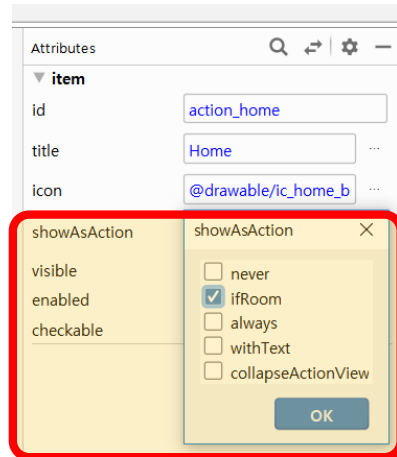 Attributes
item
id
action_home
title
Home
...
icon
@drawable/ic_home_b
...
showAsAction
showAsAction
visible
never
enabled
ifRoom
checkable
always
withText
collapseActionView
OK